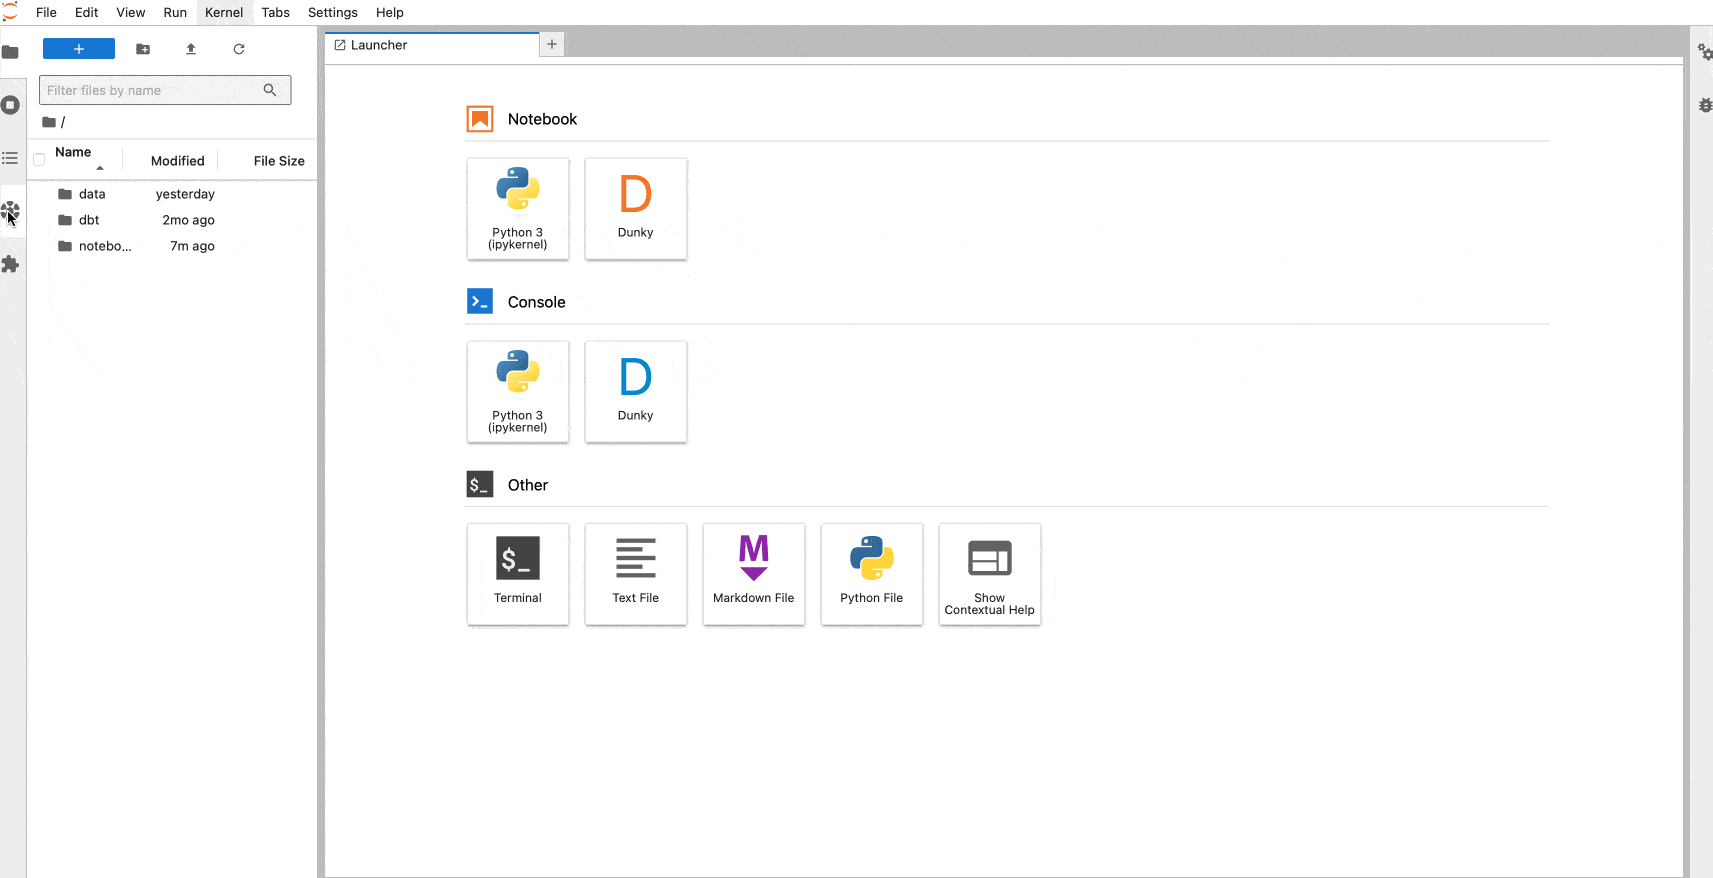 File Edit View Run Kernel Tabs Settings Help
+
Launcher
+
Filter files by name
/
Name Modified File Size
data yesterday
dbt 2mo ago
notebo... 7m ago
Notebook
Python 3
(ipykernel)
D
Dunky
>_ Console
Python 3
(ipykernel)
D
Dunky
$_ Other
$_
Terminal
Text File
M
Markdown File
Python File
Show
Contextual Help